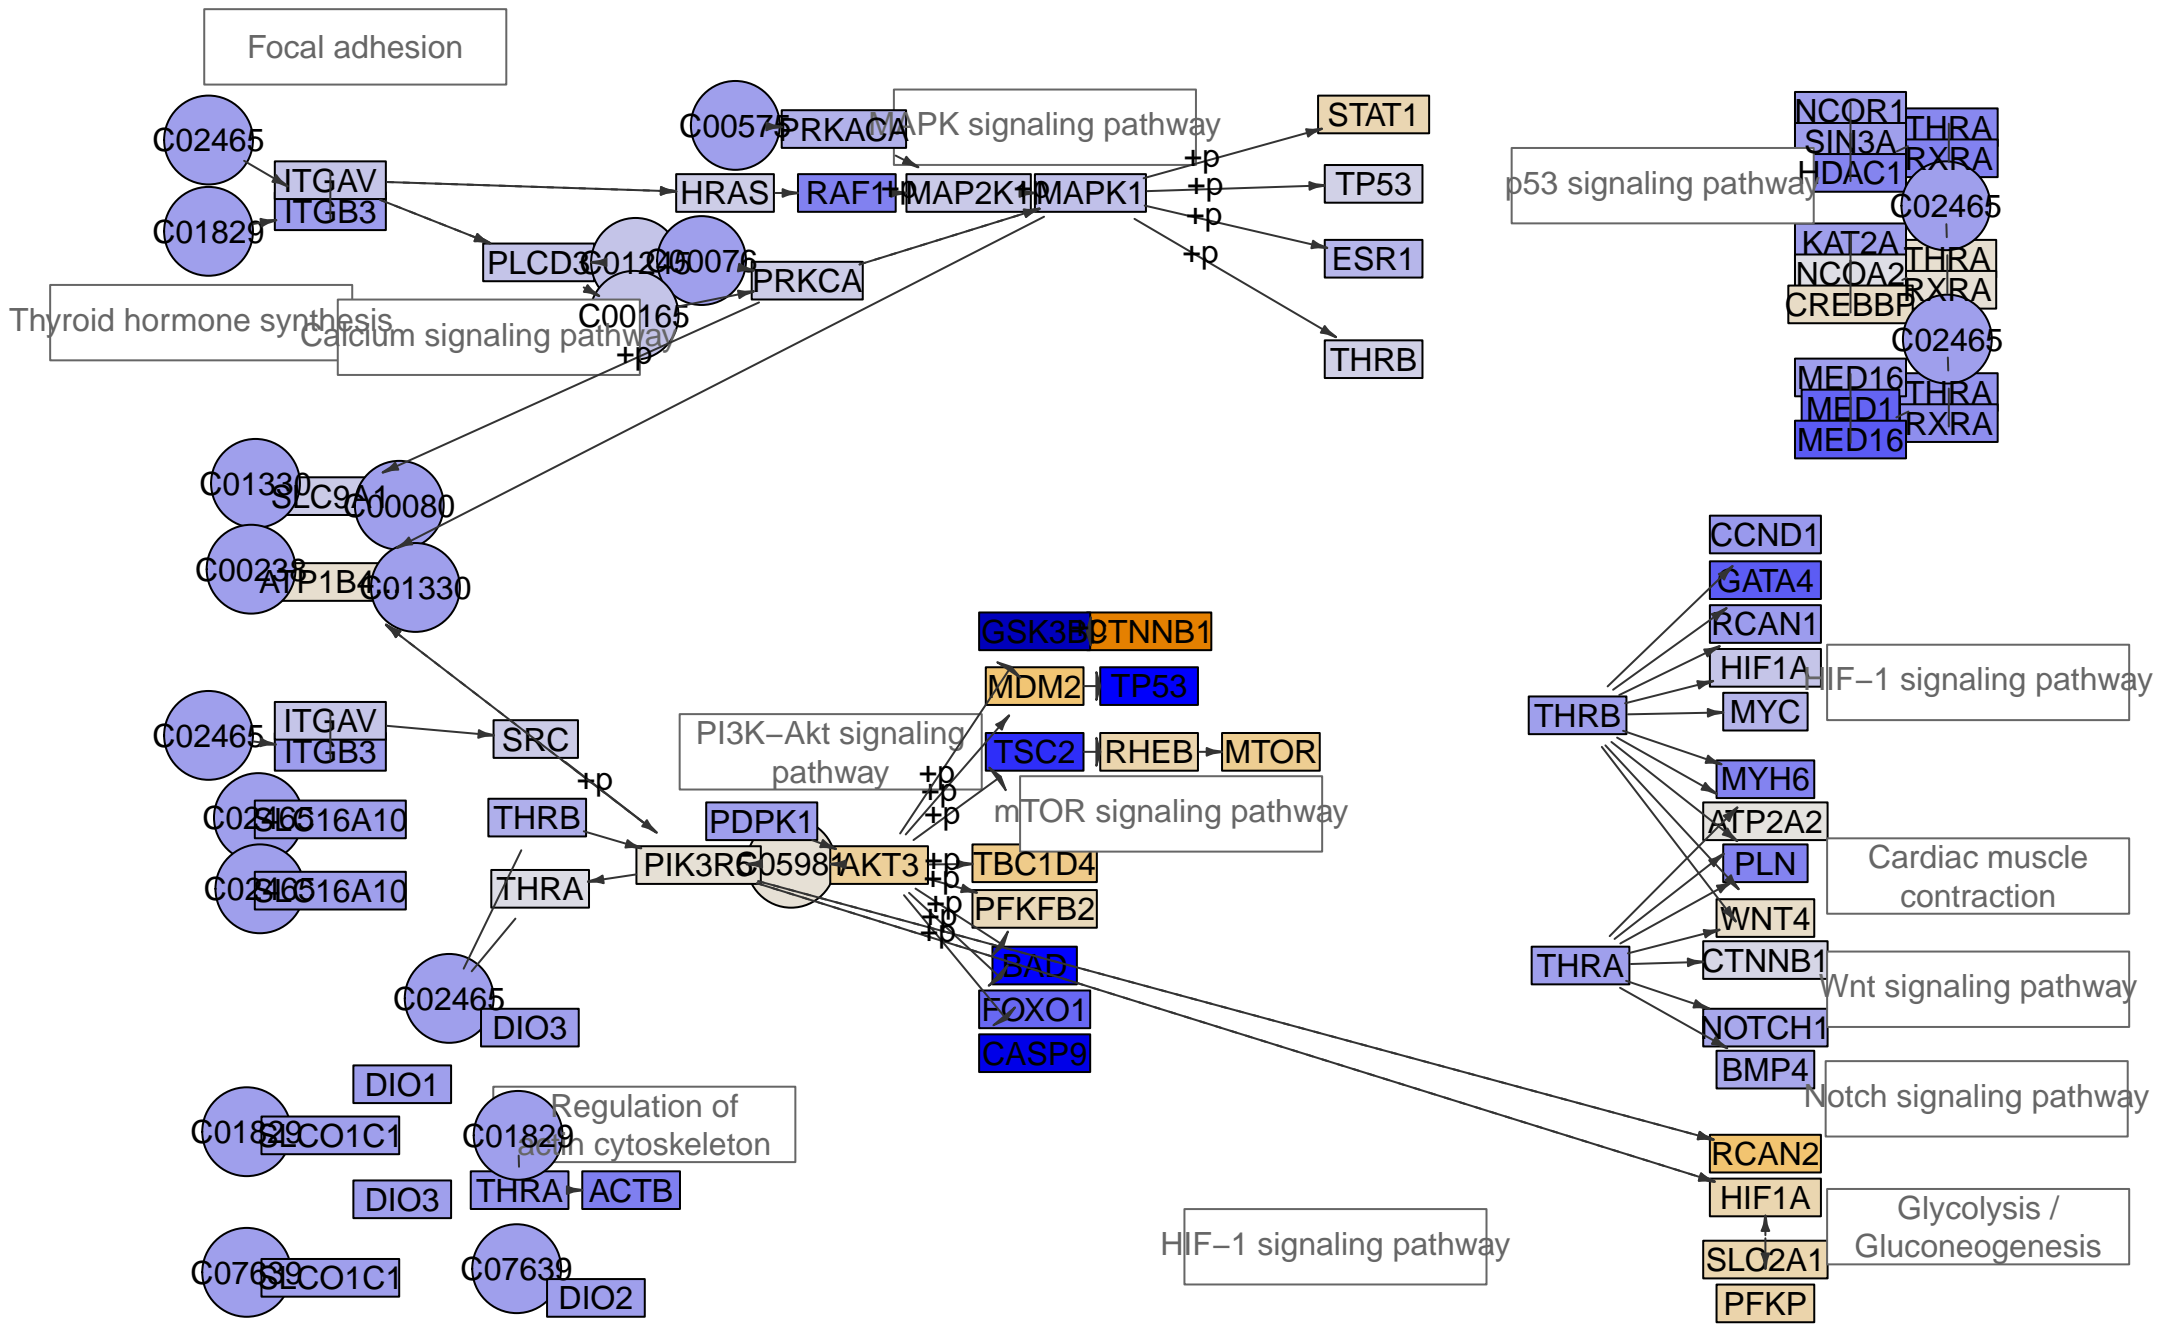 Focal adhesion
C02465
ITGAV
ITGB3
C01829
C00575
PRKACA
MAPK signaling pathway
HRAS
RAF1
+p
MAP2K1
+p
MAPK1
STAT1
+p
TP53
+p
+p
ESR1
+p
THRB
PLCD3
C01245
C00076
PRKCA
C00165
Thyroid hormone synthesis
Calcium signaling pathway
+p
NCOR1
SIN3A
HDAC1
THRA
RXRA
p53 signaling pathway
C02465
KAT2A
NCOA2
CREBBP
THRA
RXRA
C02465
MED16
MED1
MED16
THRA
RXRA
C01330
SLC9A1
C00080
C00238
ATP1B4...
C01330
GSK3B
CTNNB1
MDM2
TP53
TSC2
RHEB
MTOR
PI3K−Akt signaling
pathway
mTOR signaling pathway
+p
+p
+p
C02465
ITGAV
ITGB3
SRC
+p
C02465
SLC16A10
C02465
SLC16A10
THRB
THRA
PIK3R6
PDPK1
C05981
AKT3
+p
+p
+p
+p
+p
TBC1D4
PFKFB2
BAD
FOXO1
CASP9
C02465
DIO3
DIO1
C01829
SLCO1C1
DIO3
C07639
SLCO1C1
Regulation of
actin cytoskeleton
C01829
THRA
ACTB
C07639
DIO2
CCND1
GATA4
RCAN1
HIF1A
HIF−1 signaling pathway
THRB
MYC
MYH6
ATP2A2
PLN
Cardiac muscle
contraction
WNT4
THRA
CTNNB1
Wnt signaling pathway
NOTCH1
BMP4
Notch signaling pathway
RCAN2
HIF1A
Glycolysis /
Gluconeogenesis
SLC2A1
PFKP
HIF−1 signaling pathway